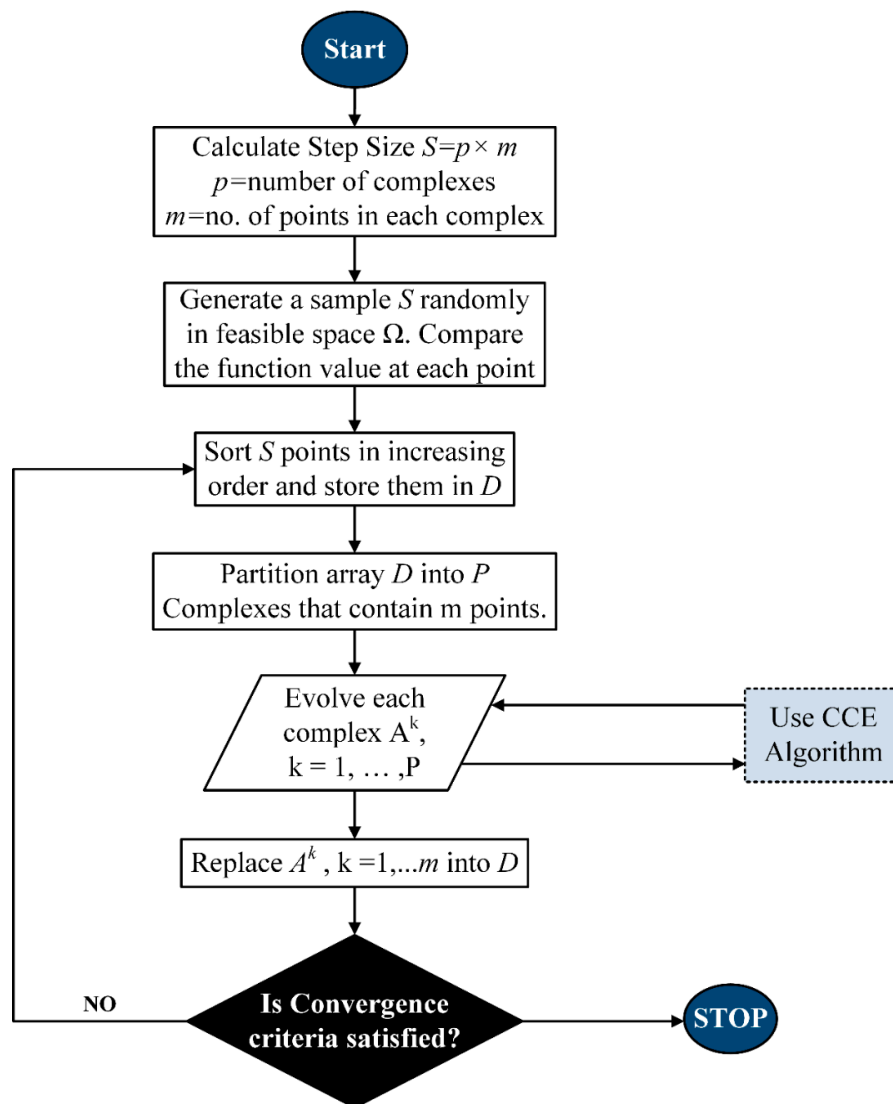 Start
Calculate Step Size S=p× m
p=number of complexes
m=no. of points in each complex
Generate a sample S randomly
in feasible space Ω. Compare
the function value at each point
Sort S points in increasing
order and store them in D
Partition array D into P
Complexes that contain m points.
Evolve each
complex Aᵏ,
k = 1, … ,P
Use CCE
Algorithm
Replace Aᵏ , k =1,...m into D
NO
Is Convergence
criteria satisfied?
STOP